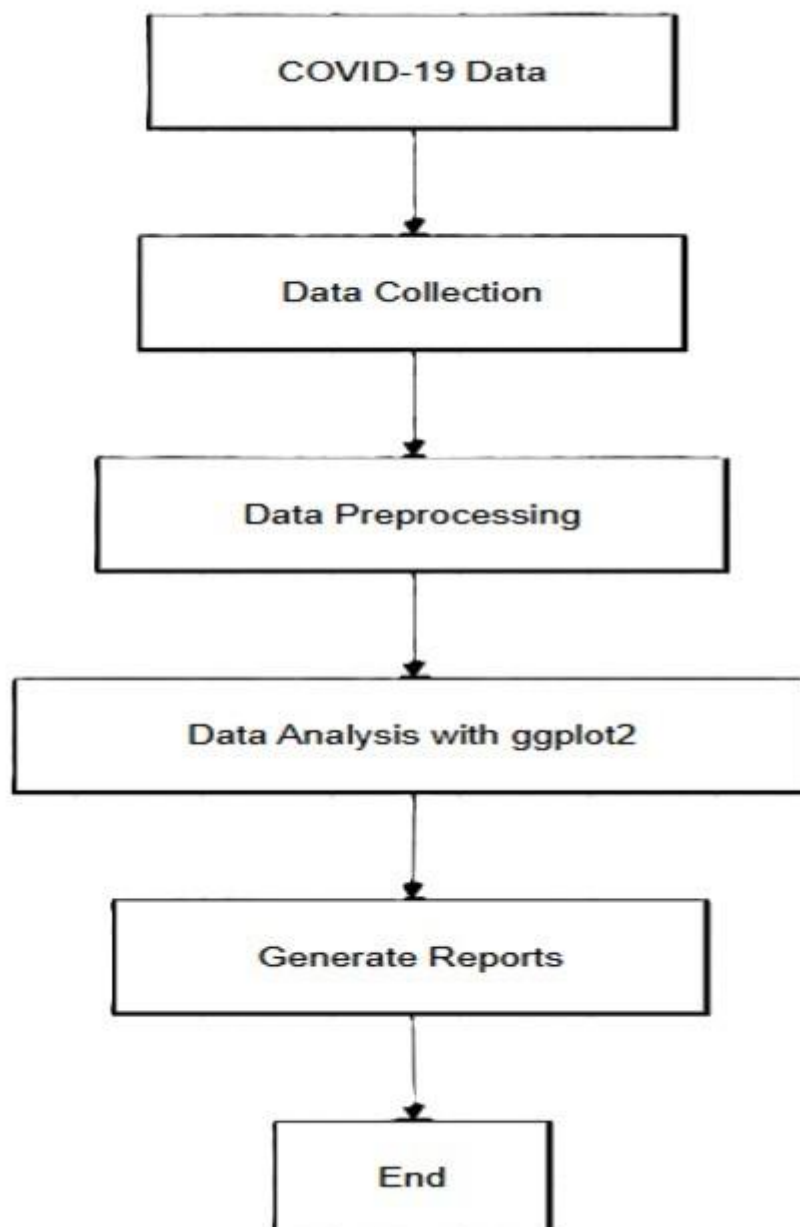 COVID-19 Data
Data Collection
Data Preprocessing
Data Analysis with ggplot2
Generate Reports
End